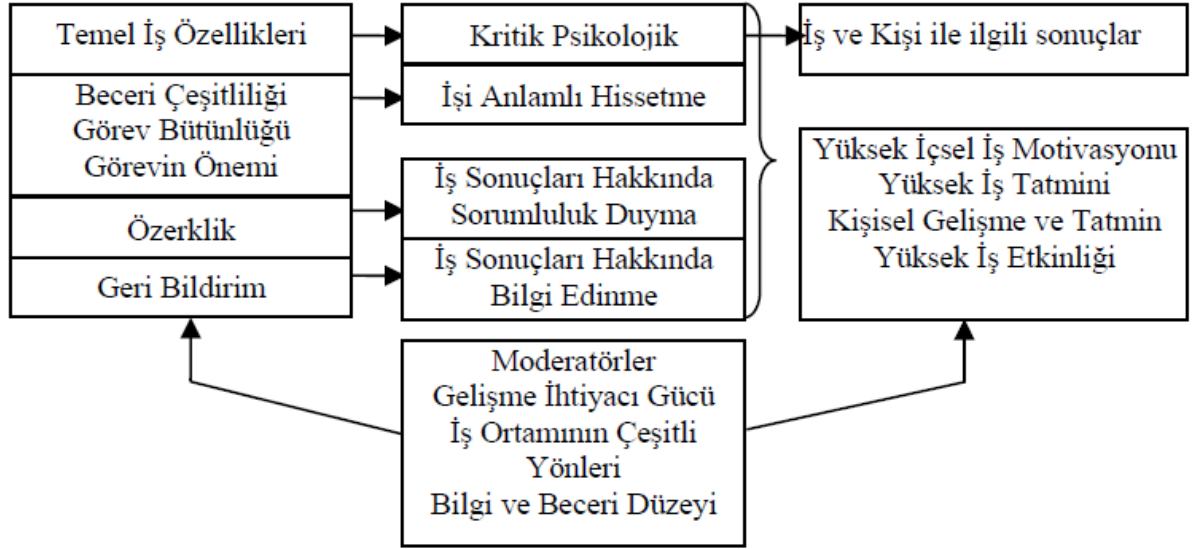 Temel İş Özellikleri
Beceri Çeşitliliği
Görev Bütünlüğü
Görevin Önemi
Özerklik
Geri Bildirim
Kritik Psikolojik
İşi Anlamlı Hissetme
İş Sonuçları Hakkında
Sorumluluk Duyma
İş Sonuçları Hakkında
Bilgi Edinme
İş ve Kişi ile ilgili sonuçlar
Yüksek İçsel İş Motivasyonu
Yüksek İş Tatmini
Kişisel Gelişme ve Tatmin
Yüksek İş Etkinliği
Moderatörler
Gelişme İhtiyacı Gücü
İş Ortamının Çeşitli
Yönleri
Bilgi ve Beceri Düzeyi